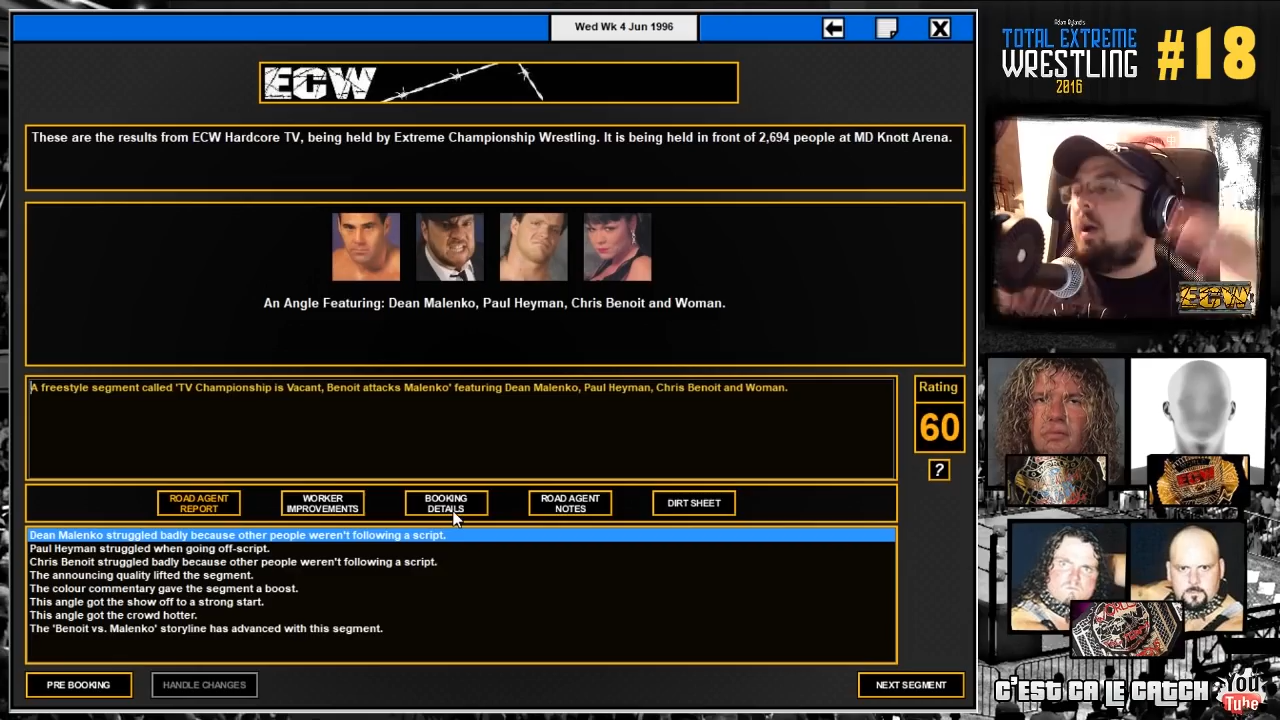 Wed Wk 4 Jun 1996
Adam Ryland's
TOTAL EXTREME
WRESTLING
2016
#18
ECW
These are the results from ECW Hardcore TV, being held by Extreme Championship Wrestling. It is being held in front of 2,694 people at MD Knott Arena.
An Angle Featuring: Dean Malenko, Paul Heyman, Chris Benoit and Woman.
ECW
A freestyle segment called 'TV Championship is Vacant, Benoit attacks Malenko' featuring Dean Malenko, Paul Heyman, Chris Benoit and Woman.
Rating
60
?
ROAD AGENT
REPORT
WORKER
IMPROVEMENTS
BOOKING
DETAILS
ROAD AGENT
NOTES
DIRT SHEET
Dean Malenko struggled badly because other people weren't following a script.
Paul Heyman struggled when going off-script.
Chris Benoit struggled badly because other people weren't following a script.
The announcing quality lifted the segment.
The colour commentary gave the segment a boost.
This angle got the show off to a strong start.
This angle got the crowd hotter.
The 'Benoit vs. Malenko' storyline has advanced with this segment.
PRE BOOKING
HANDLE CHANGES
NEXT SEGMENT
C'EST CA LE CATCH
You
Tube